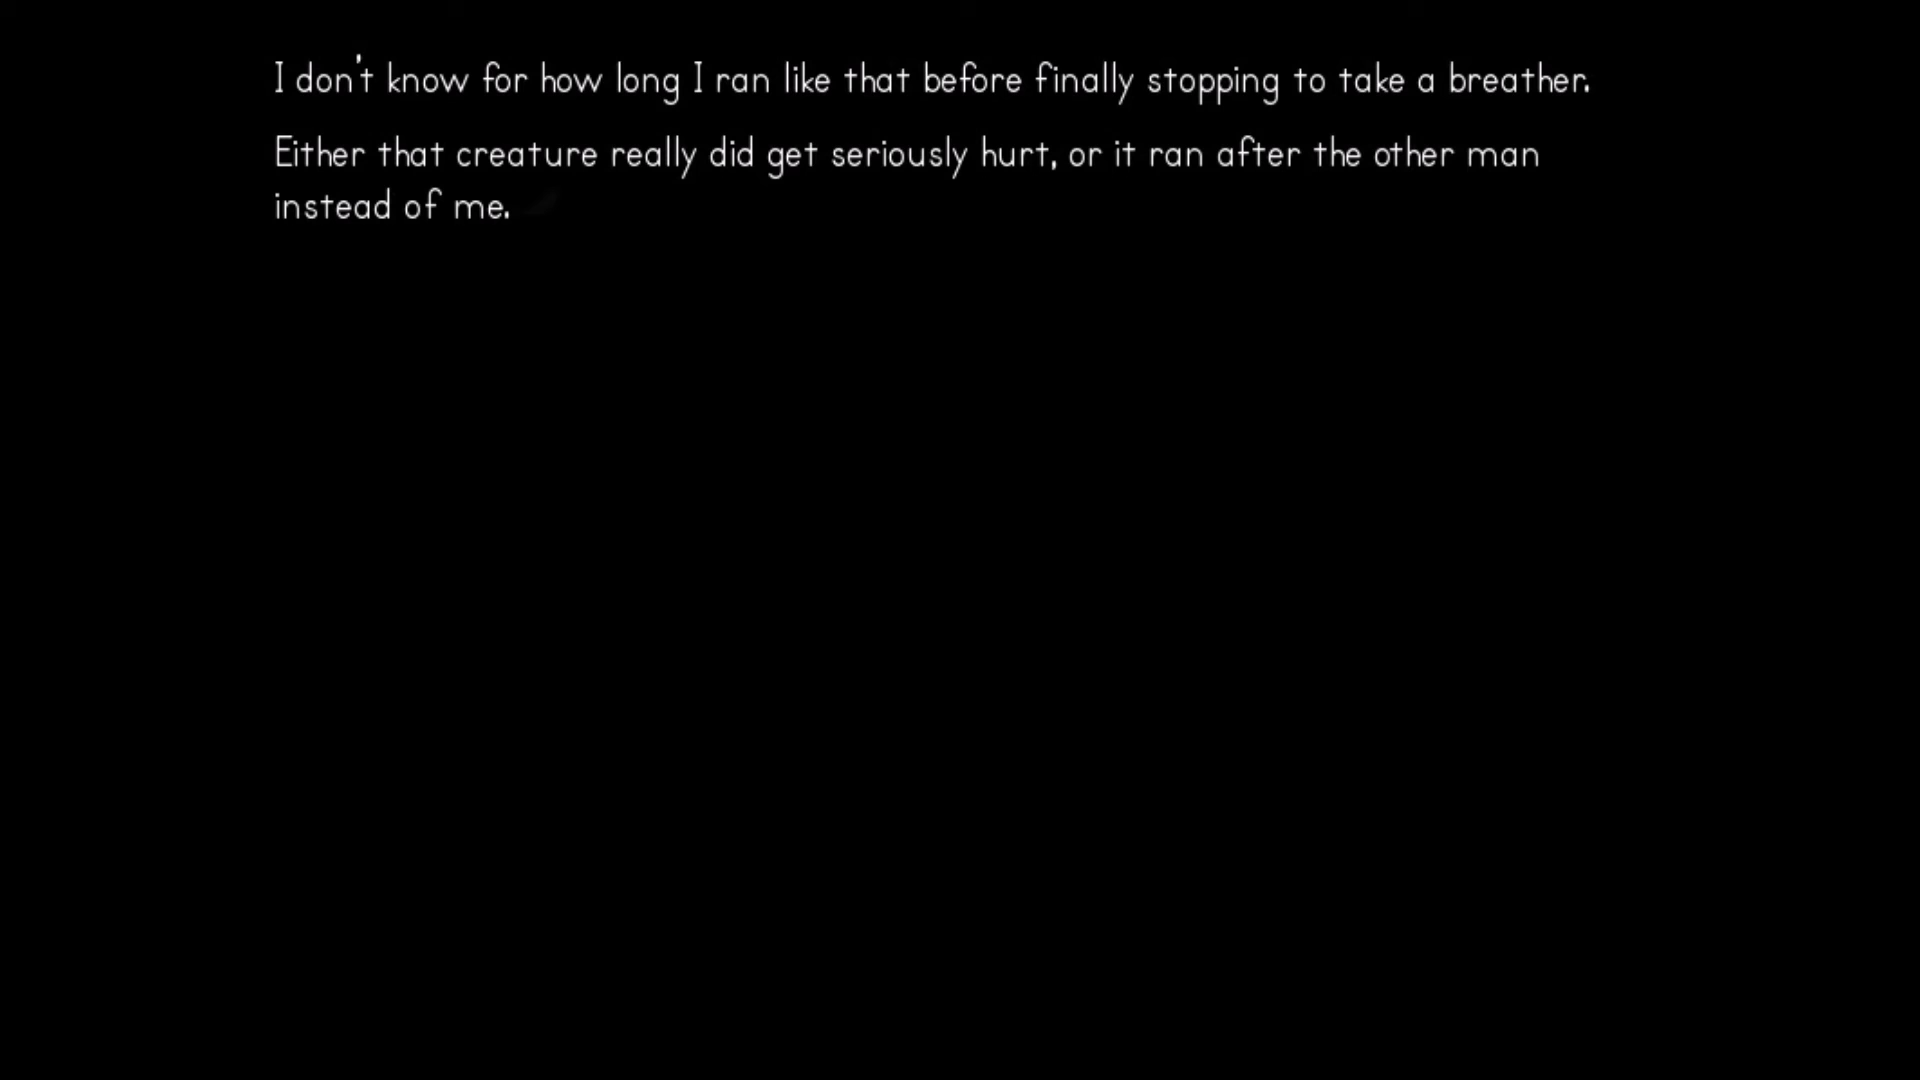 I don't know for how long I ran like that before finally stopping to take a breather.
Either that creature really did get seriously hurt, or it ran after the other man
instead of me.